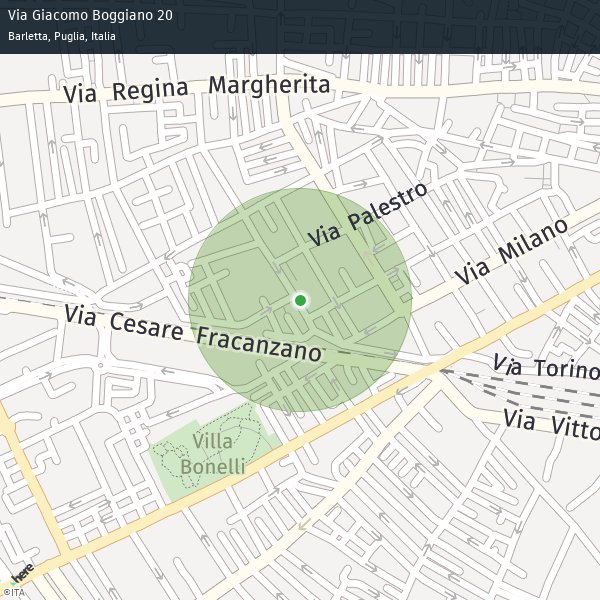 Via Giacomo Boggiano 20
Barletta, Puglia, Italia
Via Regina Margherita
Via Palestro
Via Milano
Via Cesare Fracanzano
Via Torino
Via Vitto
Villa
Bonelli
here
©ITA